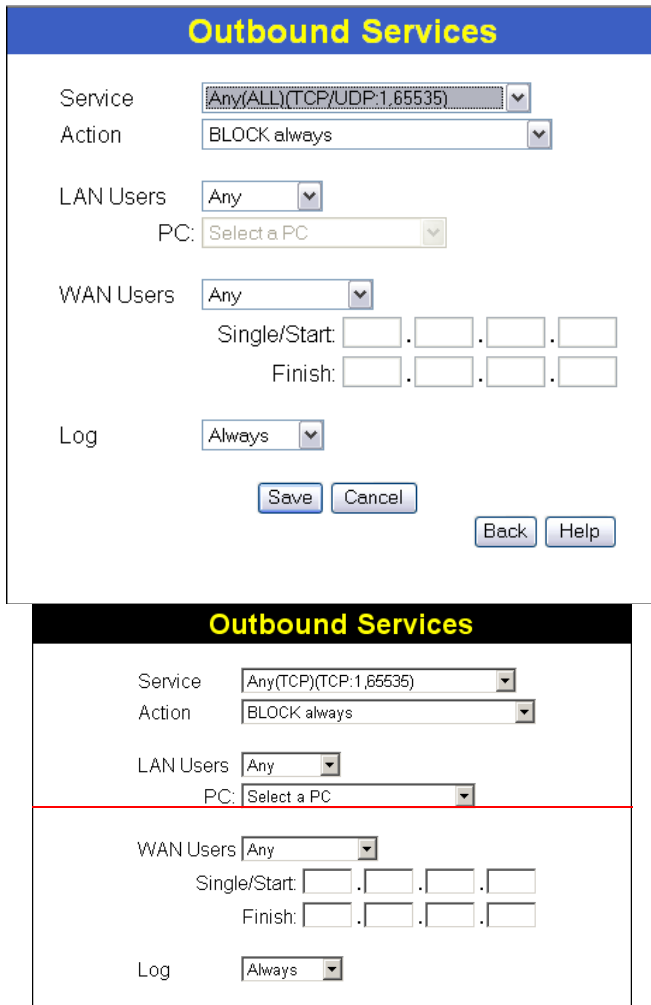 Outbound Services
Service Any(ALL)(TCP/UDP:1,65535)
Action BLOCK always
LAN Users Any
PC: Select a PC
WAN Users Any
Single/Start: . . .
Finish: . . .
Log Always
Save Cancel
Back Help
Outbound Services
Service Any(TCP)(TCP:1,65535)
Action BLOCK always
LAN Users Any
PC: Select a PC
WAN Users Any
Single/Start: . . .
Finish: . . .
Log Always